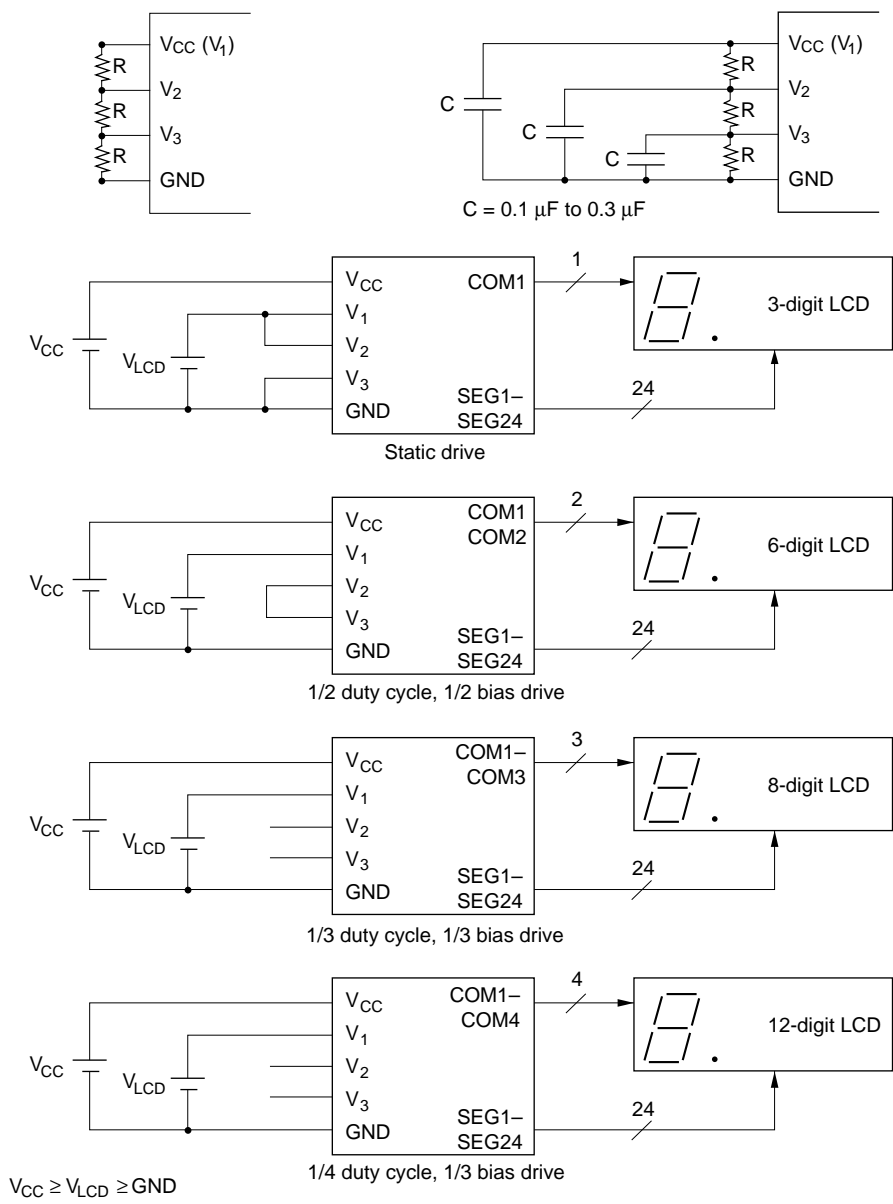 VCC (V1)
R
V2
R
V3
R
GND
VCC (V1)
R
C
V2
R
C
V3
C
R
GND
C = 0.1 μF to 0.3 μF
VCC
COM1
1
3-digit LCD
V1
VCC
VLCD
V2
V3
SEG1–
SEG24
24
GND
Static drive
VCC
COM1
COM2
2
6-digit LCD
V1
VCC
VLCD
V2
V3
SEG1–
SEG24
24
GND
1/2 duty cycle, 1/2 bias drive
VCC
COM1–
COM3
3
8-digit LCD
V1
VCC
VLCD
V2
V3
SEG1–
SEG24
24
GND
1/3 duty cycle, 1/3 bias drive
VCC
COM1–
COM4
4
12-digit LCD
V1
VCC
VLCD
V2
V3
SEG1–
SEG24
24
GND
1/4 duty cycle, 1/3 bias drive
VCC ≥ VLCD ≥ GND